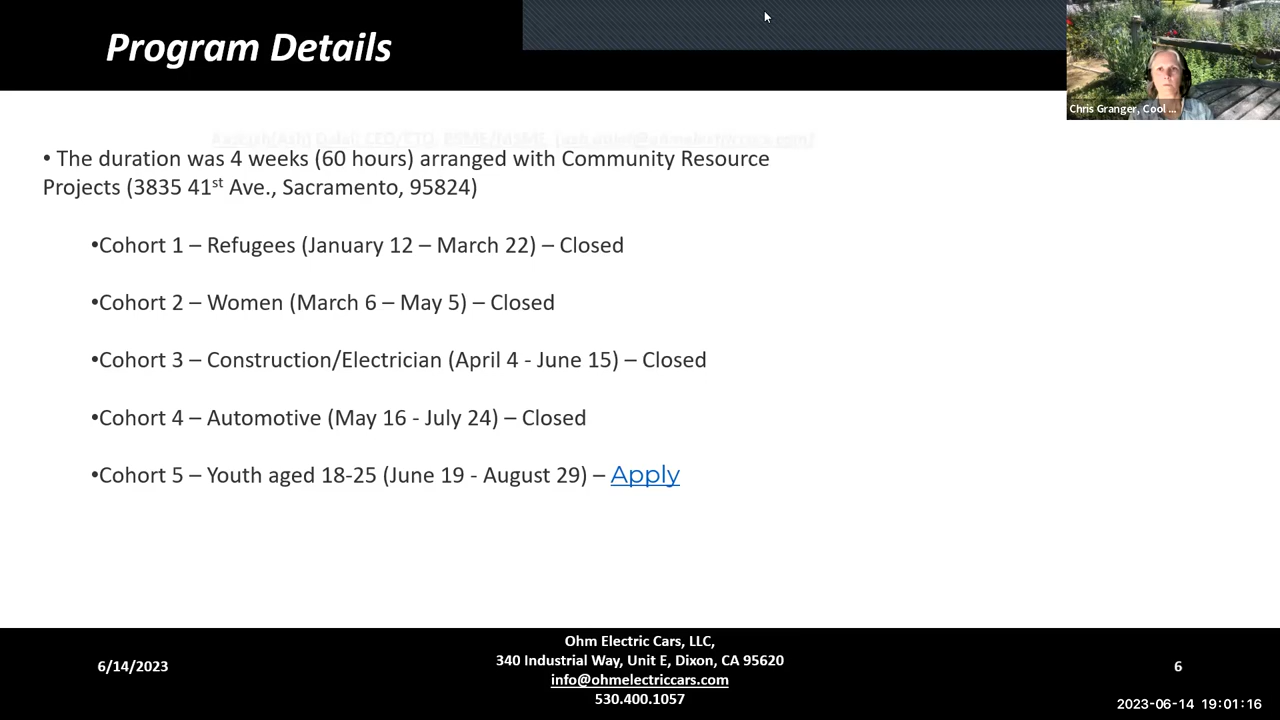 Program Details
Chris Granger, Cool ...
• The duration was 4 weeks (60 hours) arranged with Community Resource
Projects (3835 41st Ave., Sacramento, 95824)
•Cohort 1 – Refugees (January 12 – March 22) – Closed
•Cohort 2 – Women (March 6 – May 5) – Closed
•Cohort 3 – Construction/Electrician (April 4 - June 15) – Closed
•Cohort 4 – Automotive (May 16 - July 24) – Closed
•Cohort 5 – Youth aged 18-25 (June 19 - August 29) – Apply
Ohm Electric Cars, LLC,
340 Industrial Way, Unit E, Dixon, CA 95620
info@ohmelectriccars.com
530.400.1057
6/14/2023
6
2023-06-14 19:01:16